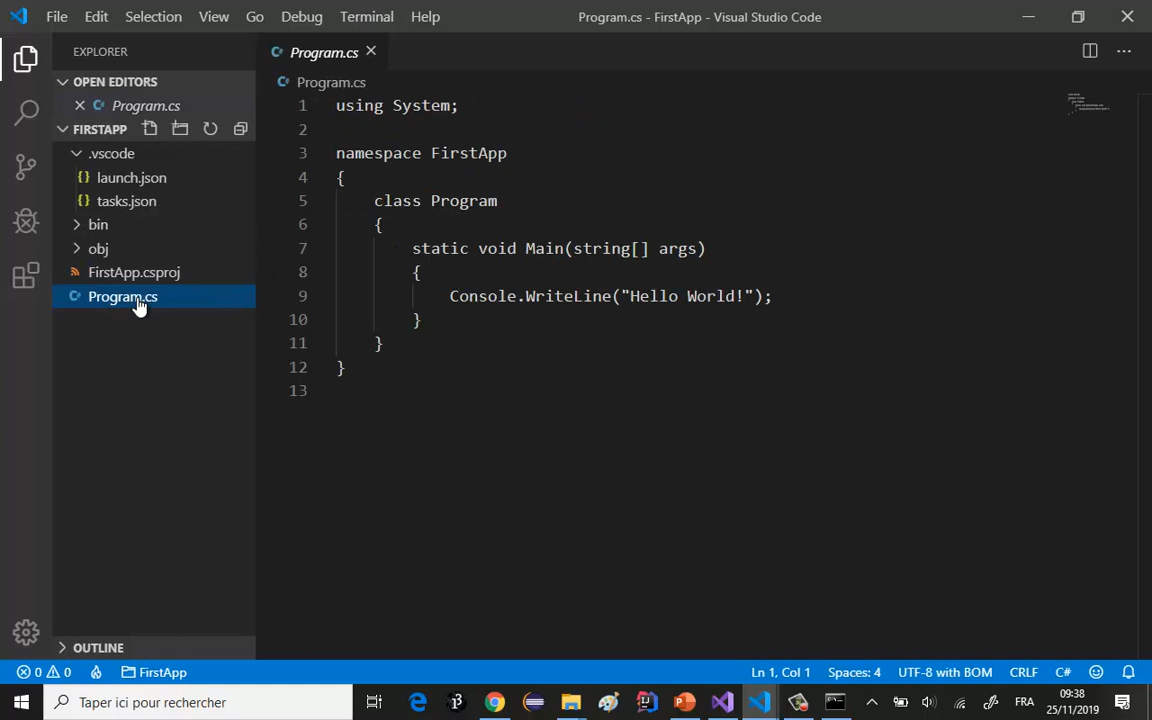 File Edit Selection View Go Debug Terminal Help Program.cs - FirstApp - Visual Studio Code
EXPLORER
OPEN EDITORS
Program.cs
FIRSTAPP
.vscode
launch.json
tasks.json
bin
obj
FirstApp.csproj
Program.cs
OUTLINE
Program.cs
Program.cs
1 using System;
2
3 namespace FirstApp
4 {
5 class Program
6 {
7 static void Main(string[] args)
8 {
9 Console.WriteLine("Hello World!");
10 }
11 }
12 }
13
0 0 FirstApp Ln 1, Col 1 Spaces: 4 UTF-8 with BOM CRLF C#
Taper ici pour rechercher
FRA
09:38
25/11/2019